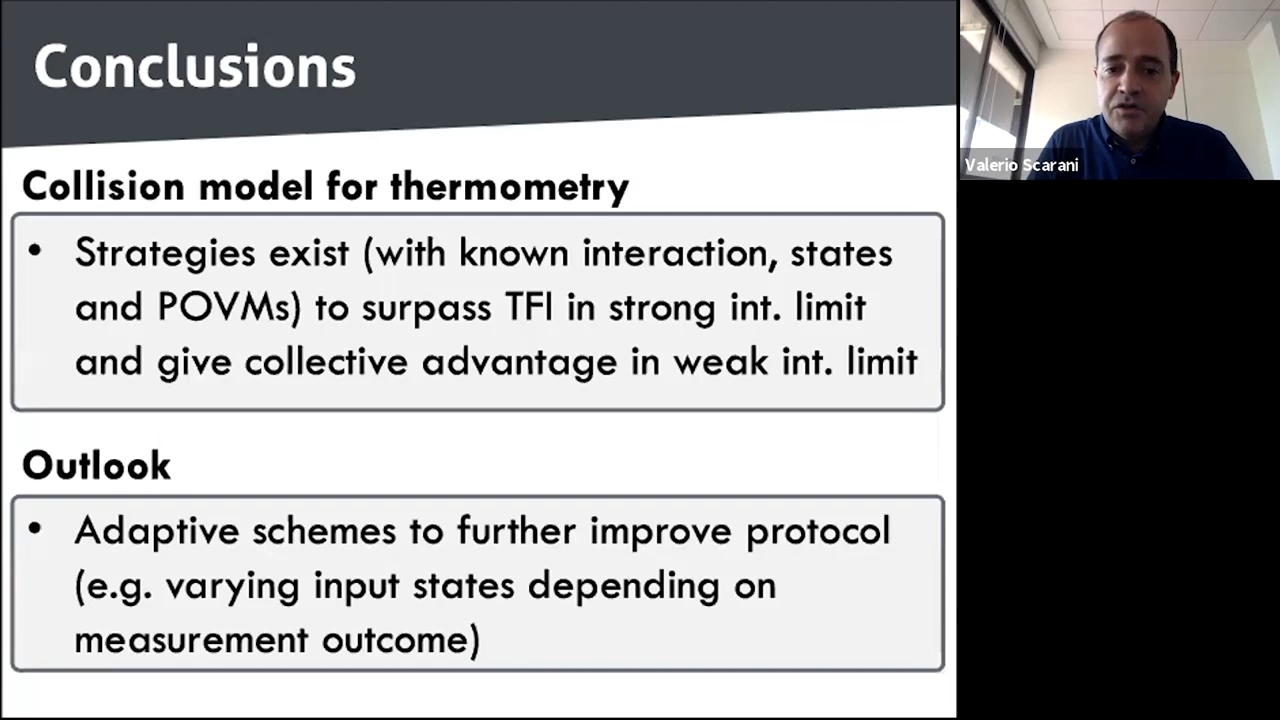 Conclusions
Collision model for thermometry
• Strategies exist (with known interaction, states
and POVMs) to surpass TFI in strong int. limit
and give collective advantage in weak int. limit
Outlook
• Adaptive schemes to further improve protocol
(e.g. varying input states depending on
measurement outcome)
Valerio Scarani